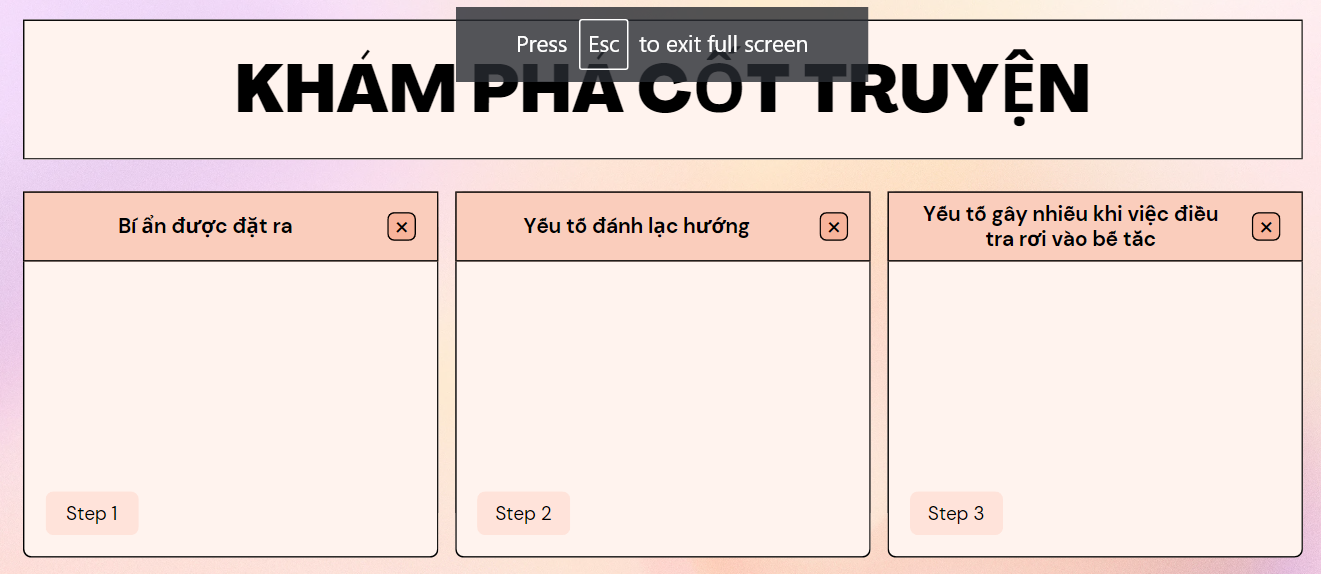 Press Esc to exit full screen
KHÁM PHÁ CỐT TRUYỆN
Bí ẩn được đặt ra
Yếu tố đánh lạc hướng
Yếu tố gây nhiễu khi việc điều
tra rơi vào bế tắc
Step 1
Step 2
Step 3